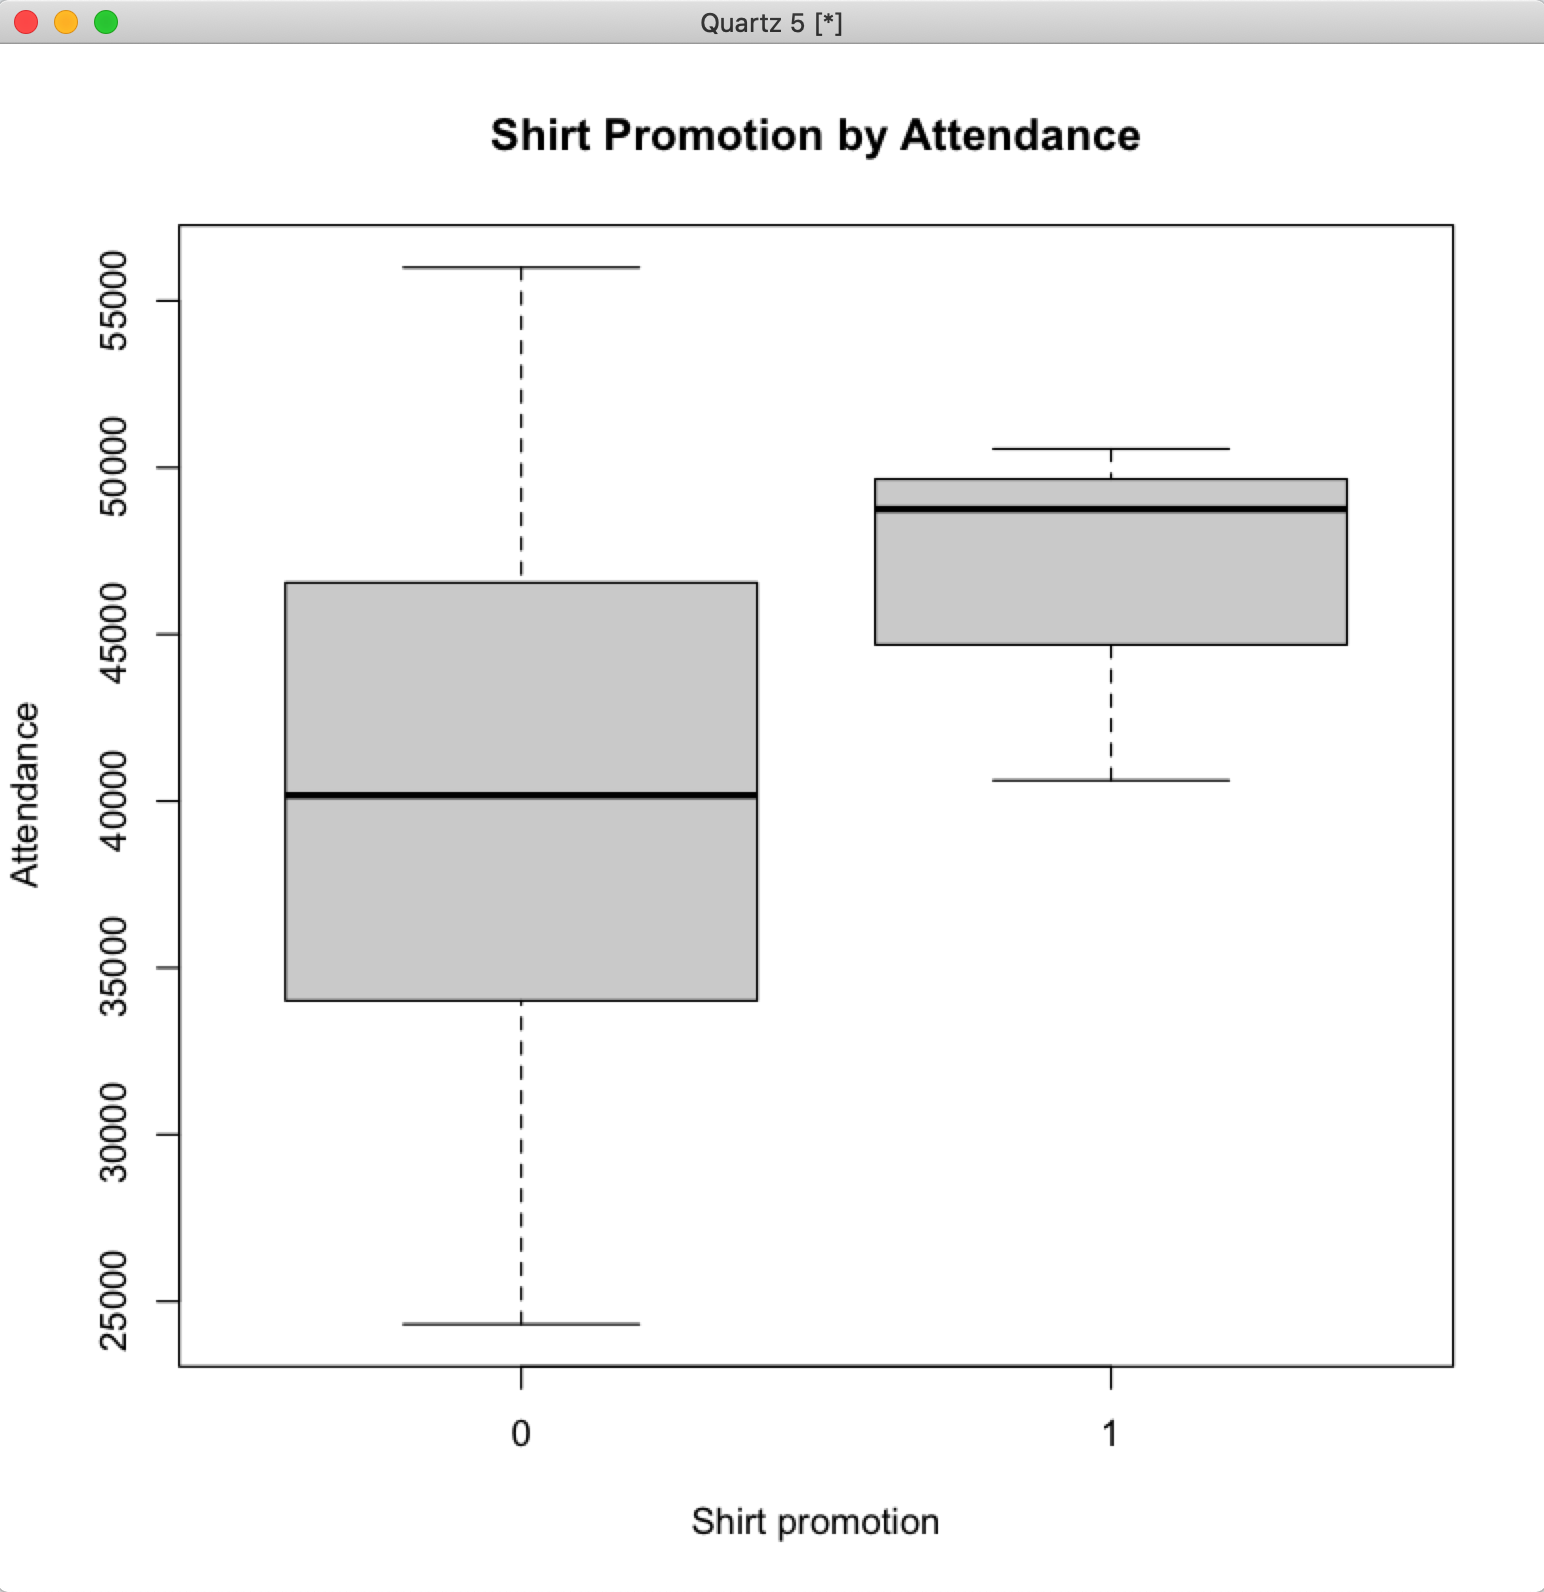 Quartz 5 [*]
Shirt Promotion by Attendance
Attendance
55000
50000
45000
40000
35000
30000
25000
0 1
Shirt promotion